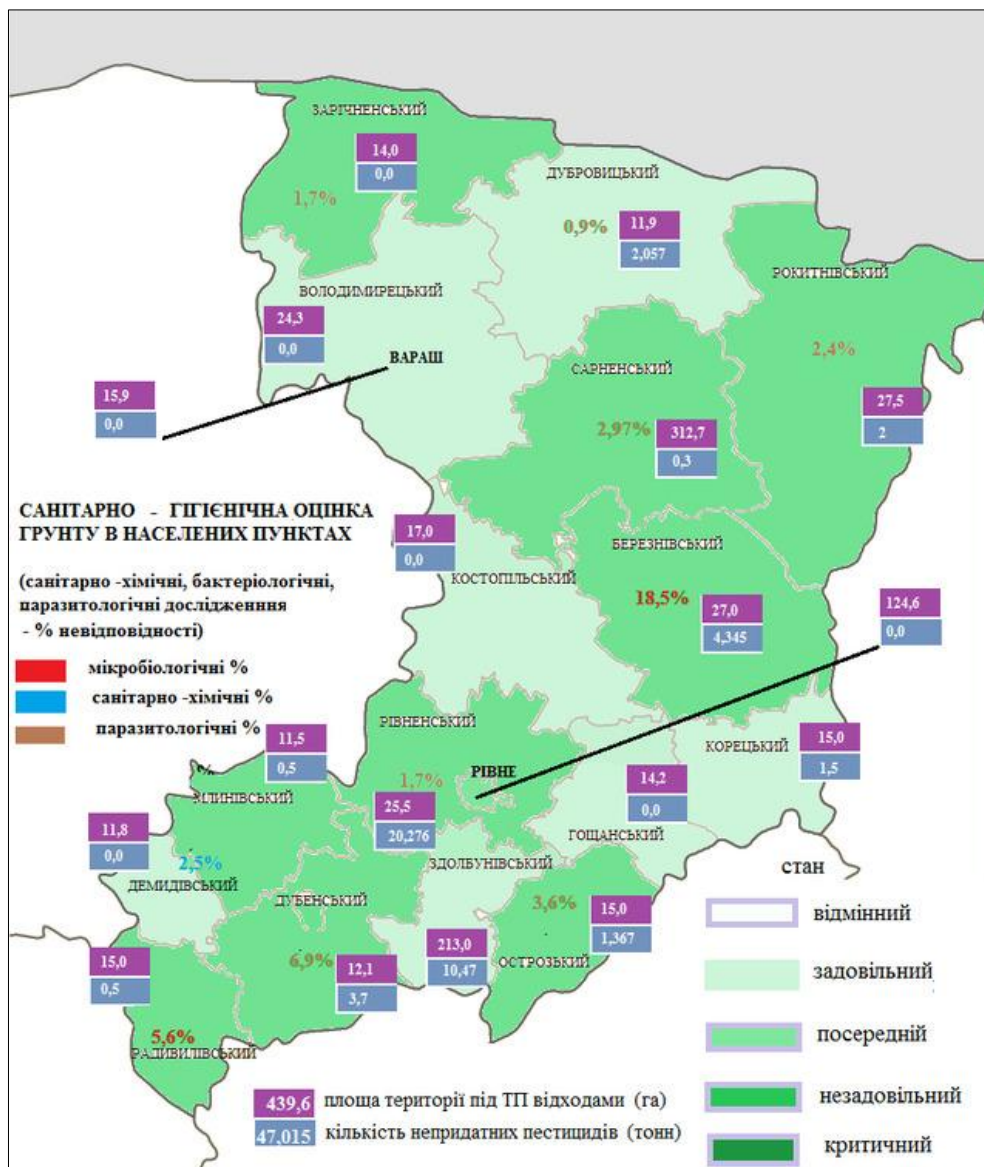 ЗАРІЧНЕНСЬКИЙ
14,0
0,0
1,7%
ДУБРОВИЦЬКИЙ
0,9%
11,9
2,057
РОКИТНІВСЬКИЙ
2,4%
27,5
2
ВОЛОДИМИРЕЦЬКИЙ
24,3
0,0
ВАРАШ
15,9
0,0
САРНЕНСЬКИЙ
2,97%
312,7
0,3
САНІТАРНО - ГІГІЄНІЧНА ОЦІНКА
ГРУНТУ В НАСЕЛЕНИХ ПУНКТАХ
(санітарно -хімічні, бактеріологічні,
паразитологічні дослідженння
- % невідповідності)
мікробіологічні %
санітарно -хімічні %
паразитологічні %
17,0
0,0
КОСТОПІЛЬСЬКИЙ
БЕРЕЗНІВСЬКИЙ
18,5%
27,0
4,345
124,6
0,0
РІВНЕНСЬКИЙ
1,7%
РІВНЕ
25,5
20,276
КОРЕЦЬКИЙ
15,0
1,5
14,2
0,0
ГОЩАНСЬКИЙ
11,5
0,5
%
МЛИНІВСЬКИЙ
11,8
0,0
2,5%
ДЕМИДІВСЬКИЙ
ДУБЕНСЬКИЙ
6,9%
12,1
3,7
ЗДОЛБУНІВСЬКИЙ
213,0
10,47
3,6%
15,0
1,367
ОСТРОЗЬКИЙ
15,0
0,5
5,6%
РАДИВИЛІВСЬКИЙ
стан
відмінний
задовільний
посередній
незадовільний
критичний
439,6 площа території під ТП відходами (га)
47,015 кількість непридатних пестицидів (тонн)